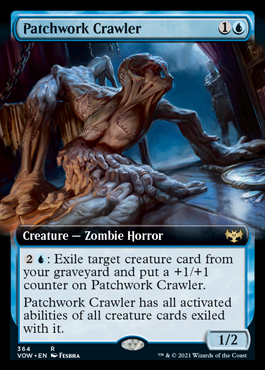 Patchwork Crawler 1
Creature — Zombie Horror
2 : Exile target creature card from
your graveyard and put a +1/+1
counter on Patchwork Crawler.
Patchwork Crawler has all activated
abilities of all creature cards exiled
with it.
1/2
364 R
VOW • EN FESBRA
™ & © 2021 Wizards of the Coast